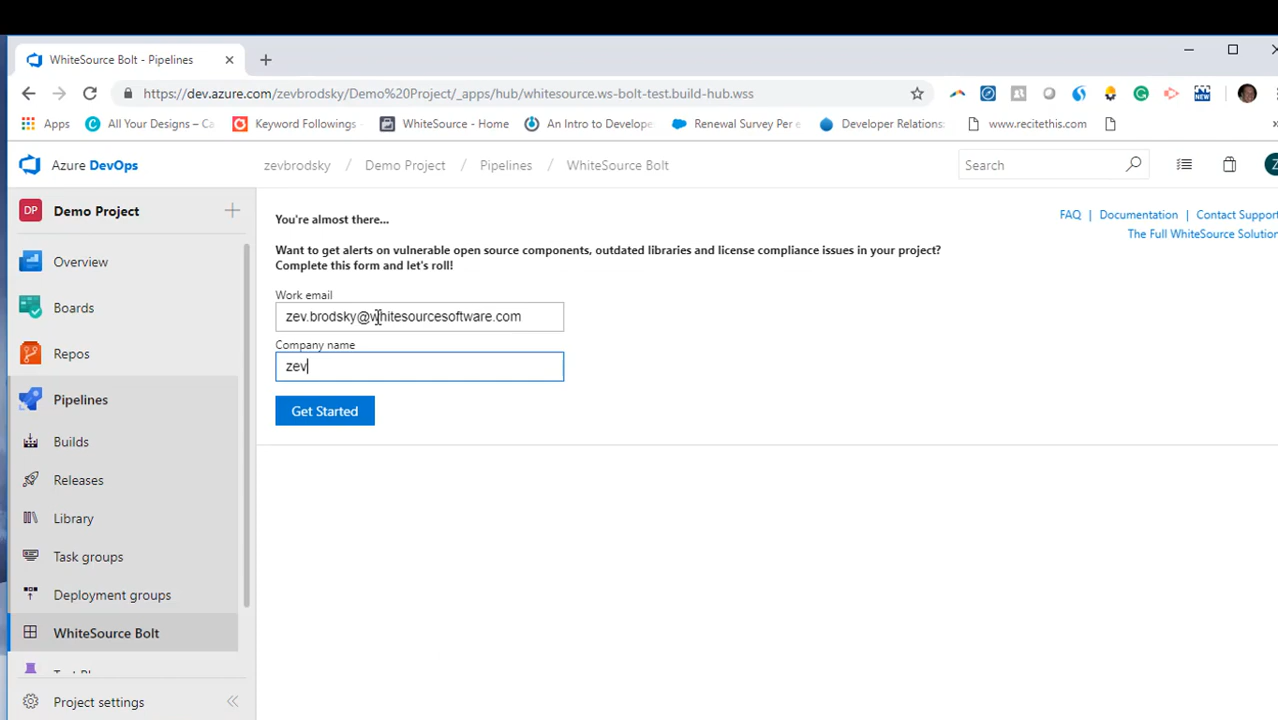 WhiteSource Bolt - Pipelines
https://dev.azure.com/zevbrodsky/Demo%20Project/_apps/hub/whitesource.ws-bolt-test.build-hub.wss
Apps All Your Designs – Ca Keyword Followings - WhiteSource - Home An Intro to Develope Renewal Survey Per e Developer Relations: www.recitethis.com
Azure DevOps zevbrodsky / Demo Project / Pipelines / WhiteSource Bolt Search
DP Demo Project
Overview
Boards
Repos
Pipelines
Builds
Releases
Library
Task groups
Deployment groups
WhiteSource Bolt
Project settings
You're almost there...
Want to get alerts on vulnerable open source components, outdated libraries and license compliance issues in your project?
Complete this form and let's roll!
Work email
zev.brodsky@whitesourcesoftware.com
Company name
zev
Get Started
FAQ | Documentation | Contact Support
The Full WhiteSource Solution
NEW
Z